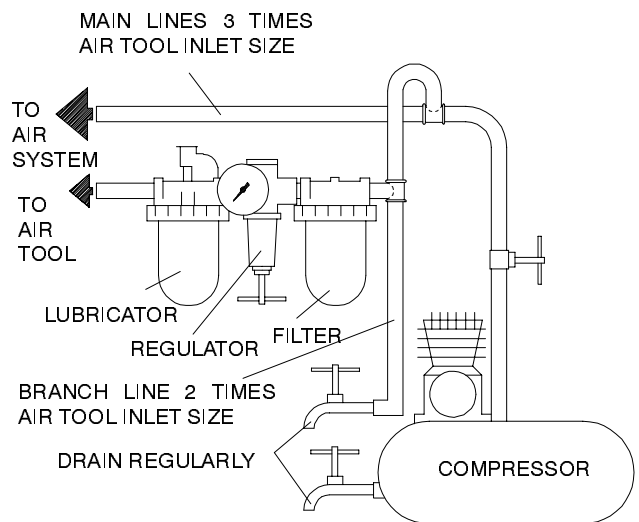 MAIN LINES 3 TIMES
AIR TOOL INLET SIZE
TO
AIR
SYSTEM
TO
AIR
TOOL
LUBRICATOR
REGULATOR
FILTER
BRANCH LINE 2 TIMES
AIR TOOL INLET SIZE
DRAIN REGULARLY
COMPRESSOR